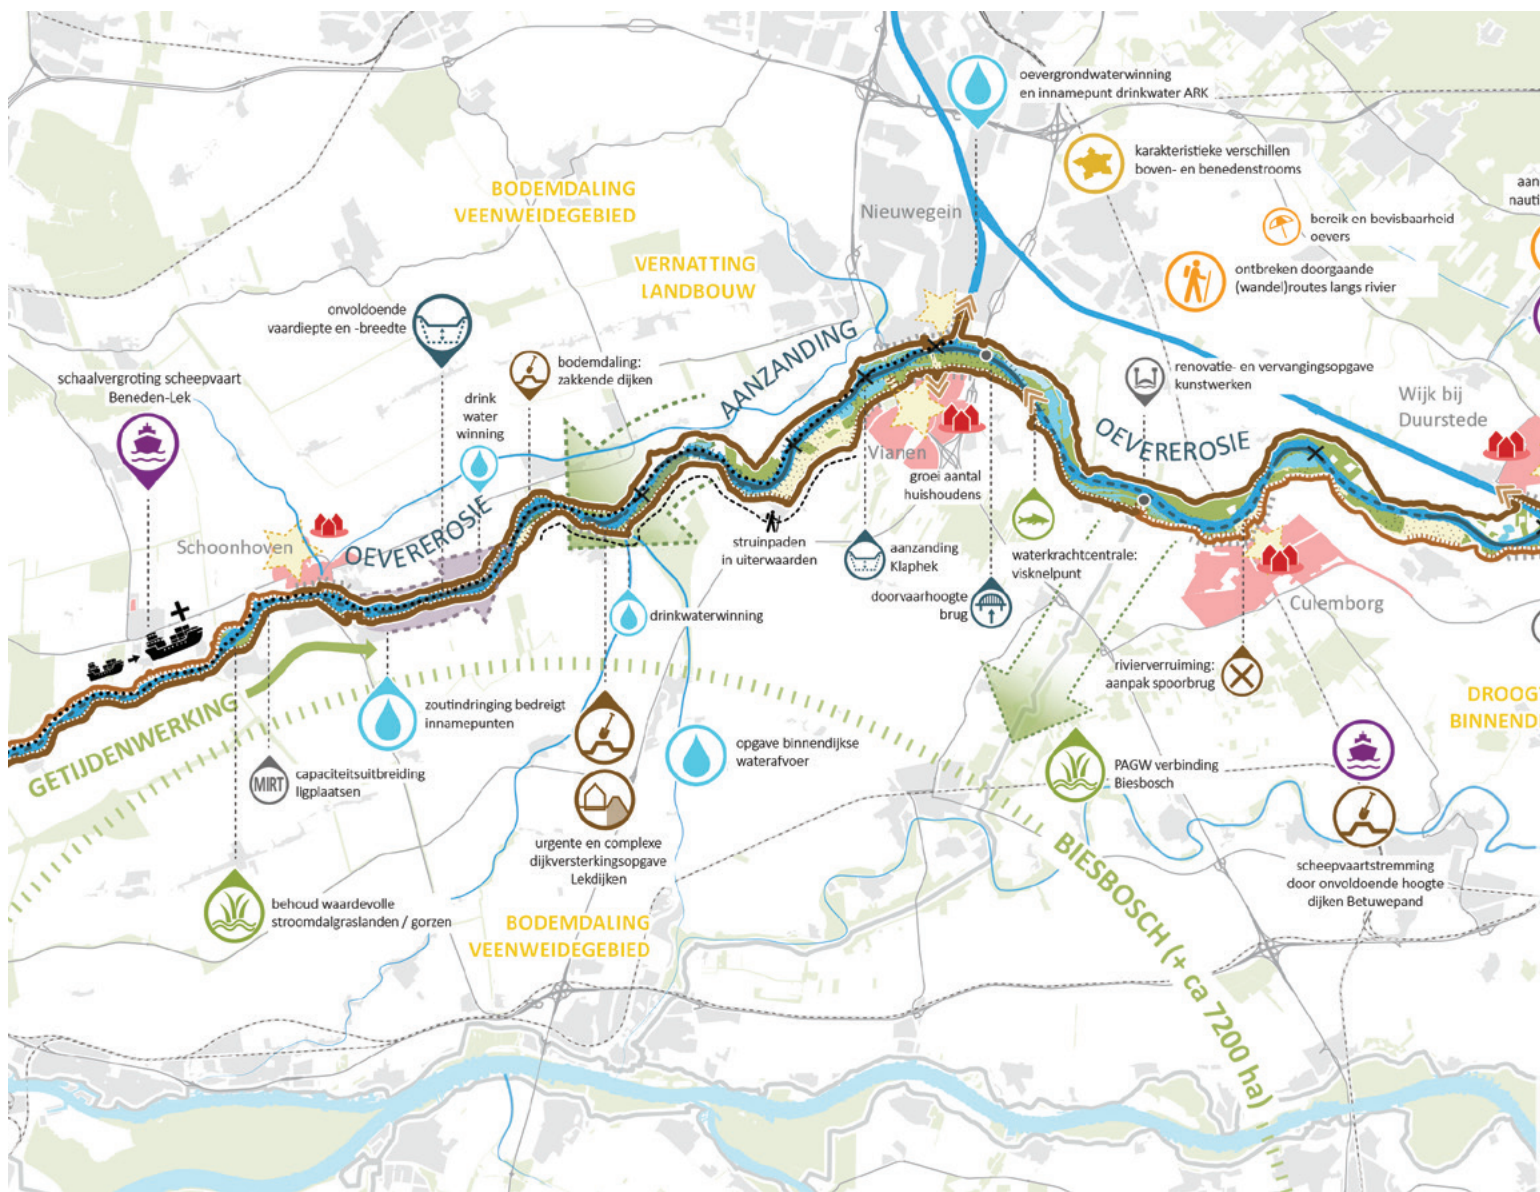 oevergrondwaterwinning
en innamepunt drinkwater ARK
karakteristieke verschillen
boven- en benedenstrooms
BODEMDALING
VEENWEIDEGEBIED
aan
nauti
Nieuwegein
bereik en bevisbaarheid
oevers
VERNATTING
LANDBOUW
ontbreken doorgaande
(wandel)routes langs rivier
onvoldoende
vaardiepte en -breedte
AANZANDING
bodemdaling:
zakkende dijken
renovatie- en vervangingsopgave
kunstwerken
schaalvergroting scheepvaart
Beneden-Lek
drink
water
winning
Wijk bij
Duurstede
OEVEREROSIE
Vianen
groei aantal
huishoudens
OEVEREROSIE
Schoonhoven
struinpaden
in uiterwaarden
aanzanding
Klaphek
waterkrachtcentrale:
visknelpunt
doorvaarhoogte
brug
Culemborg
drinkwaterwinning
rivierverruiming:
aanpak spoorbrug
GETIJDENWERKING
zoutindringing bedreigt
innamepunten
DROOGT
BINNEND
opgave binnendijkse
waterafvoer
PAGW verbinding
Biesbosch
MIRT
capaciteitsuitbreiding
ligplaatsen
urgente en complexe
dijkversterkingsopgave
Lekdijken
BIESBOSCH (+ ca 7200 ha)
scheepvaartstremming
door onvoldoende hoogte
dijken Betuwepand
behoud waardevolle
stroomdalgraslanden / gorzen
BODEMDALING
VEENWEIDEGEBIED